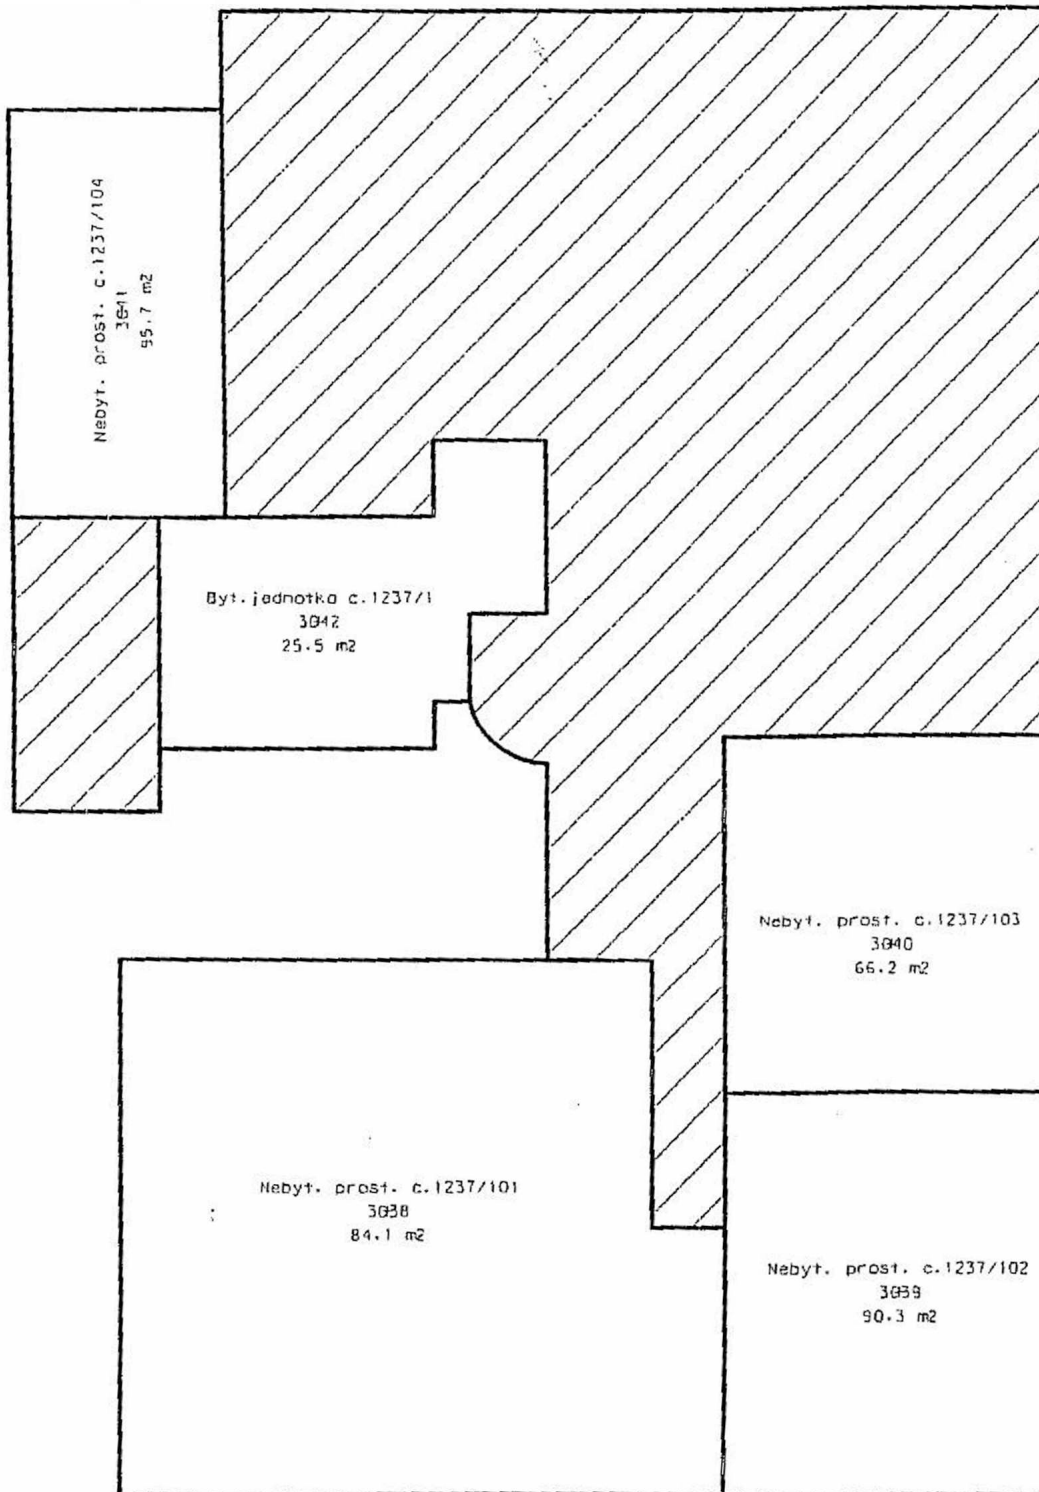 Nebyt. prost. c.1237/104
3041
95.7 m2
Byt.jednotka c.1237/1
3042
25.5 m2
Nebyt. prost. c.1237/103
3040
66.2 m2
Nebyt. prost. c.1237/101
3038
84.1 m2
Nebyt. prost. c.1237/102
3039
90.3 m2